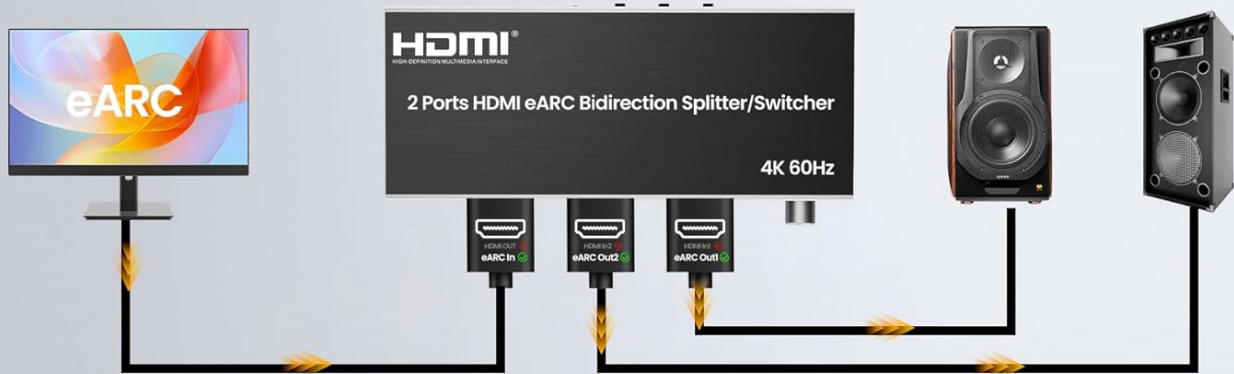 eARC
HDMI®
HIGH-DEFINITION MULTIMEDIA INTERFACE
2 Ports HDMI eARC Bidirection Splitter/Switcher
4K 60Hz
HDMI OUT
eARC In
HDMI In2
eARC Out2
HDMI In1
eARC Out1
EDIFIER